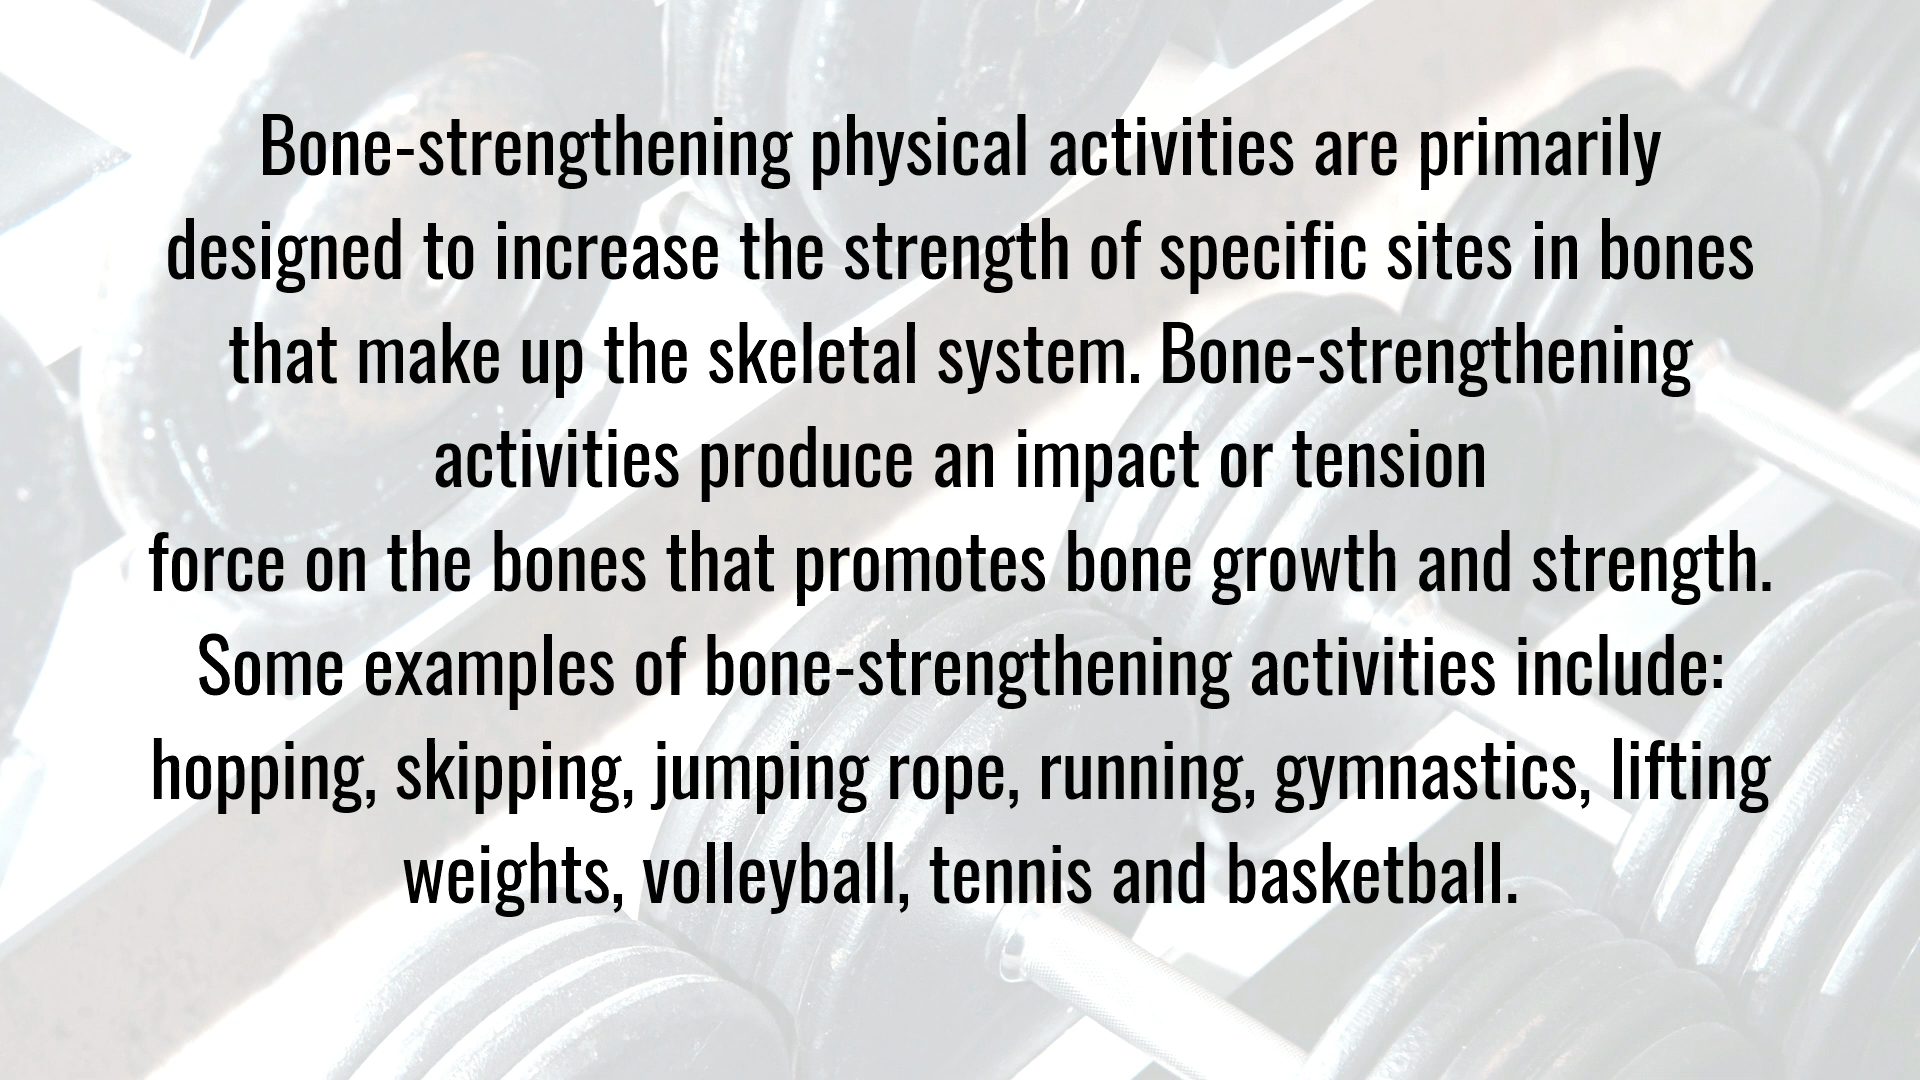 Bone-strengthening physical activities are primarily
designed to increase the strength of specific sites in bones
that make up the skeletal system. Bone-strengthening
activities produce an impact or tension
force on the bones that promotes bone growth and strength.
Some examples of bone-strengthening activities include:
hopping, skipping, jumping rope, running, gymnastics, lifting
weights, volleyball, tennis and basketball.